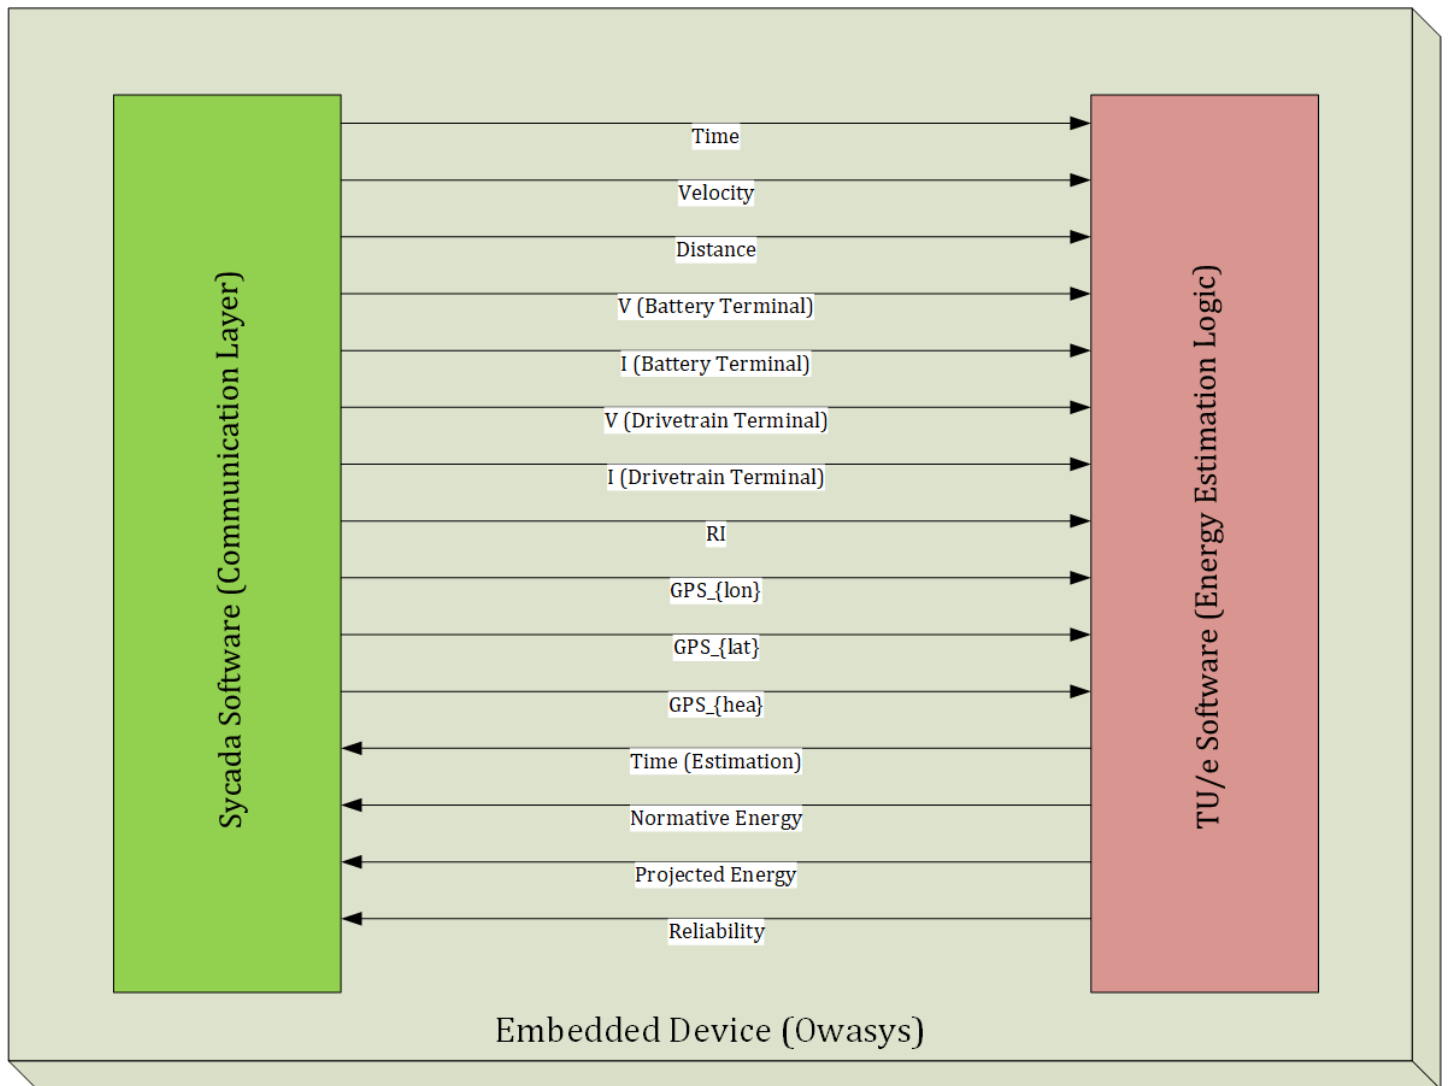 Sycada Software (Communication Layer)
Time
Velocity
Distance
V (Battery Terminal)
I (Battery Terminal)
V (Drivetrain Terminal)
I (Drivetrain Terminal)
RI
GPS_{lon}
GPS_{lat}
GPS_{hea}
Time (Estimation)
Normative Energy
Projected Energy
Reliability
TU/e Software (Energy Estimation Logic)
Embedded Device (Owasys)